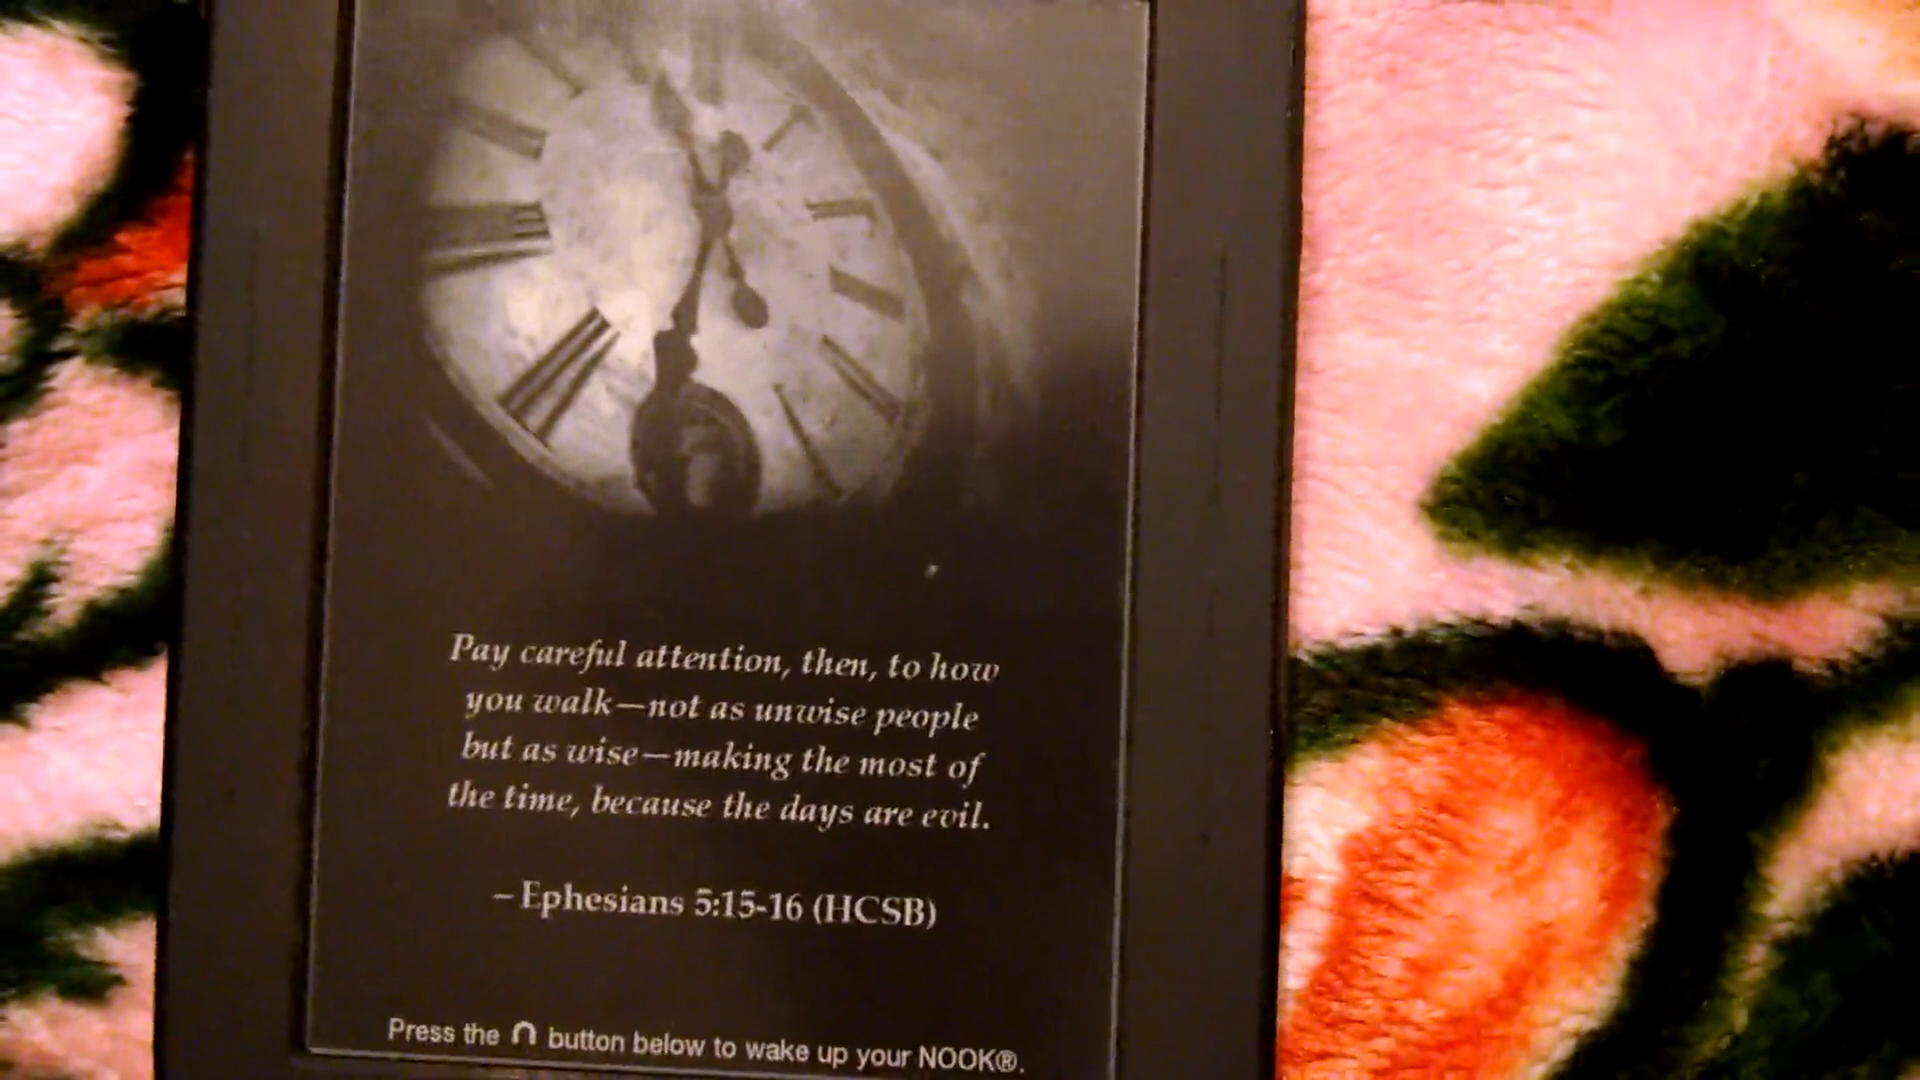 Pay careful attention, then, to how
you walk—not as unwise people
but as wise—making the most of
the time, because the days are evil.
– Ephesians 5:15-16 (HCSB)
Press the ∩ button below to wake up your NOOK®.